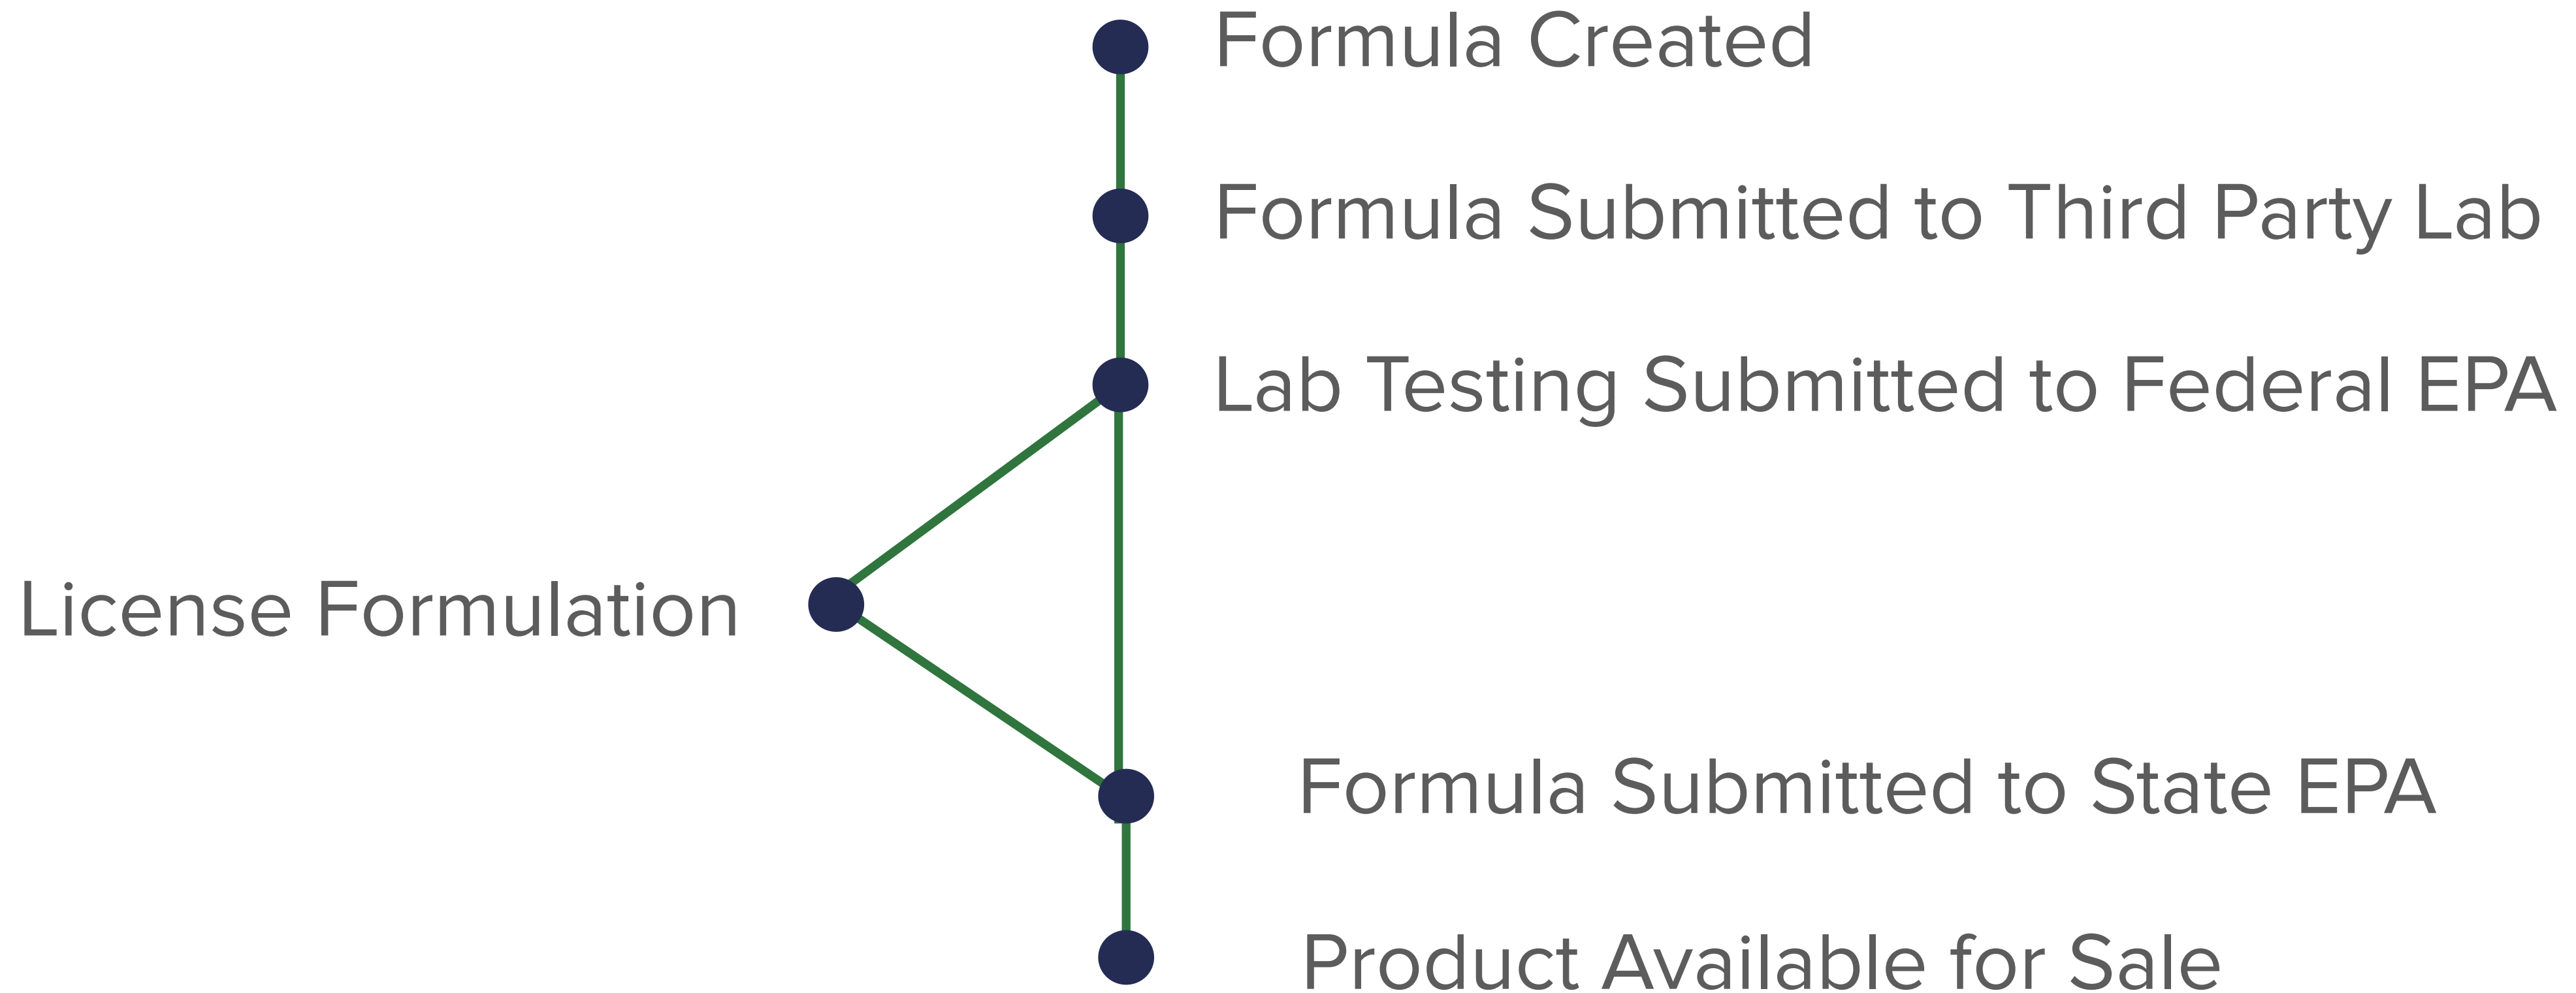 Formula Created
Formula Submitted to Third Party Lab
Lab Testing Submitted to Federal EPA
License Formulation
Formula Submitted to State EPA
Product Available for Sale